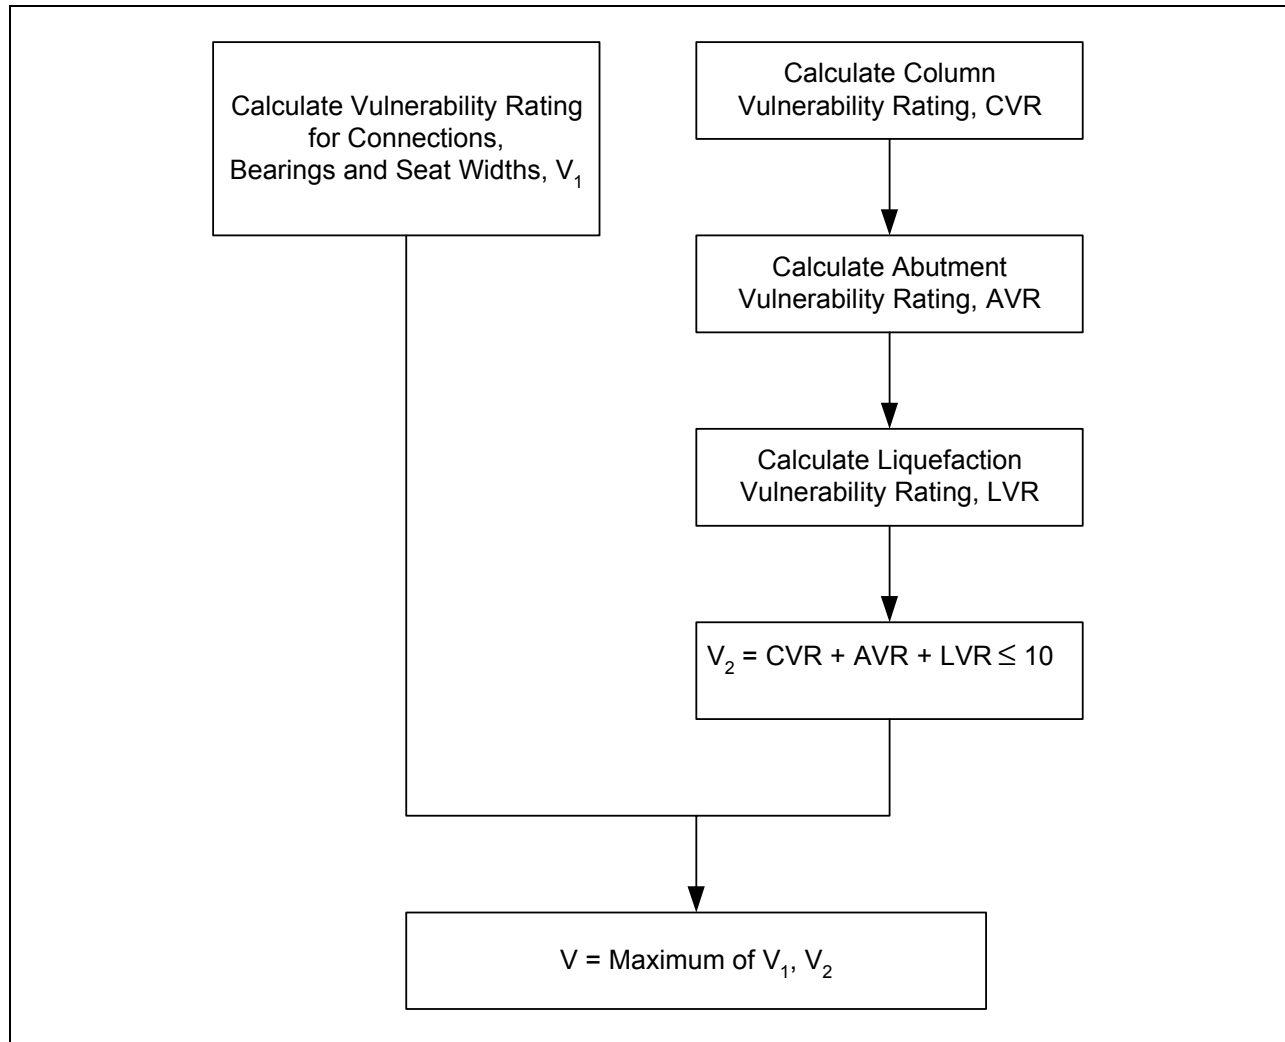 Calculate Vulnerability Rating
for Connections,
Bearings and Seat Widths, V₁
Calculate Column
Vulnerability Rating, CVR
Calculate Abutment
Vulnerability Rating, AVR
Calculate Liquefaction
Vulnerability Rating, LVR
V₂ = CVR + AVR + LVR ≤ 10
V = Maximum of V₁, V₂